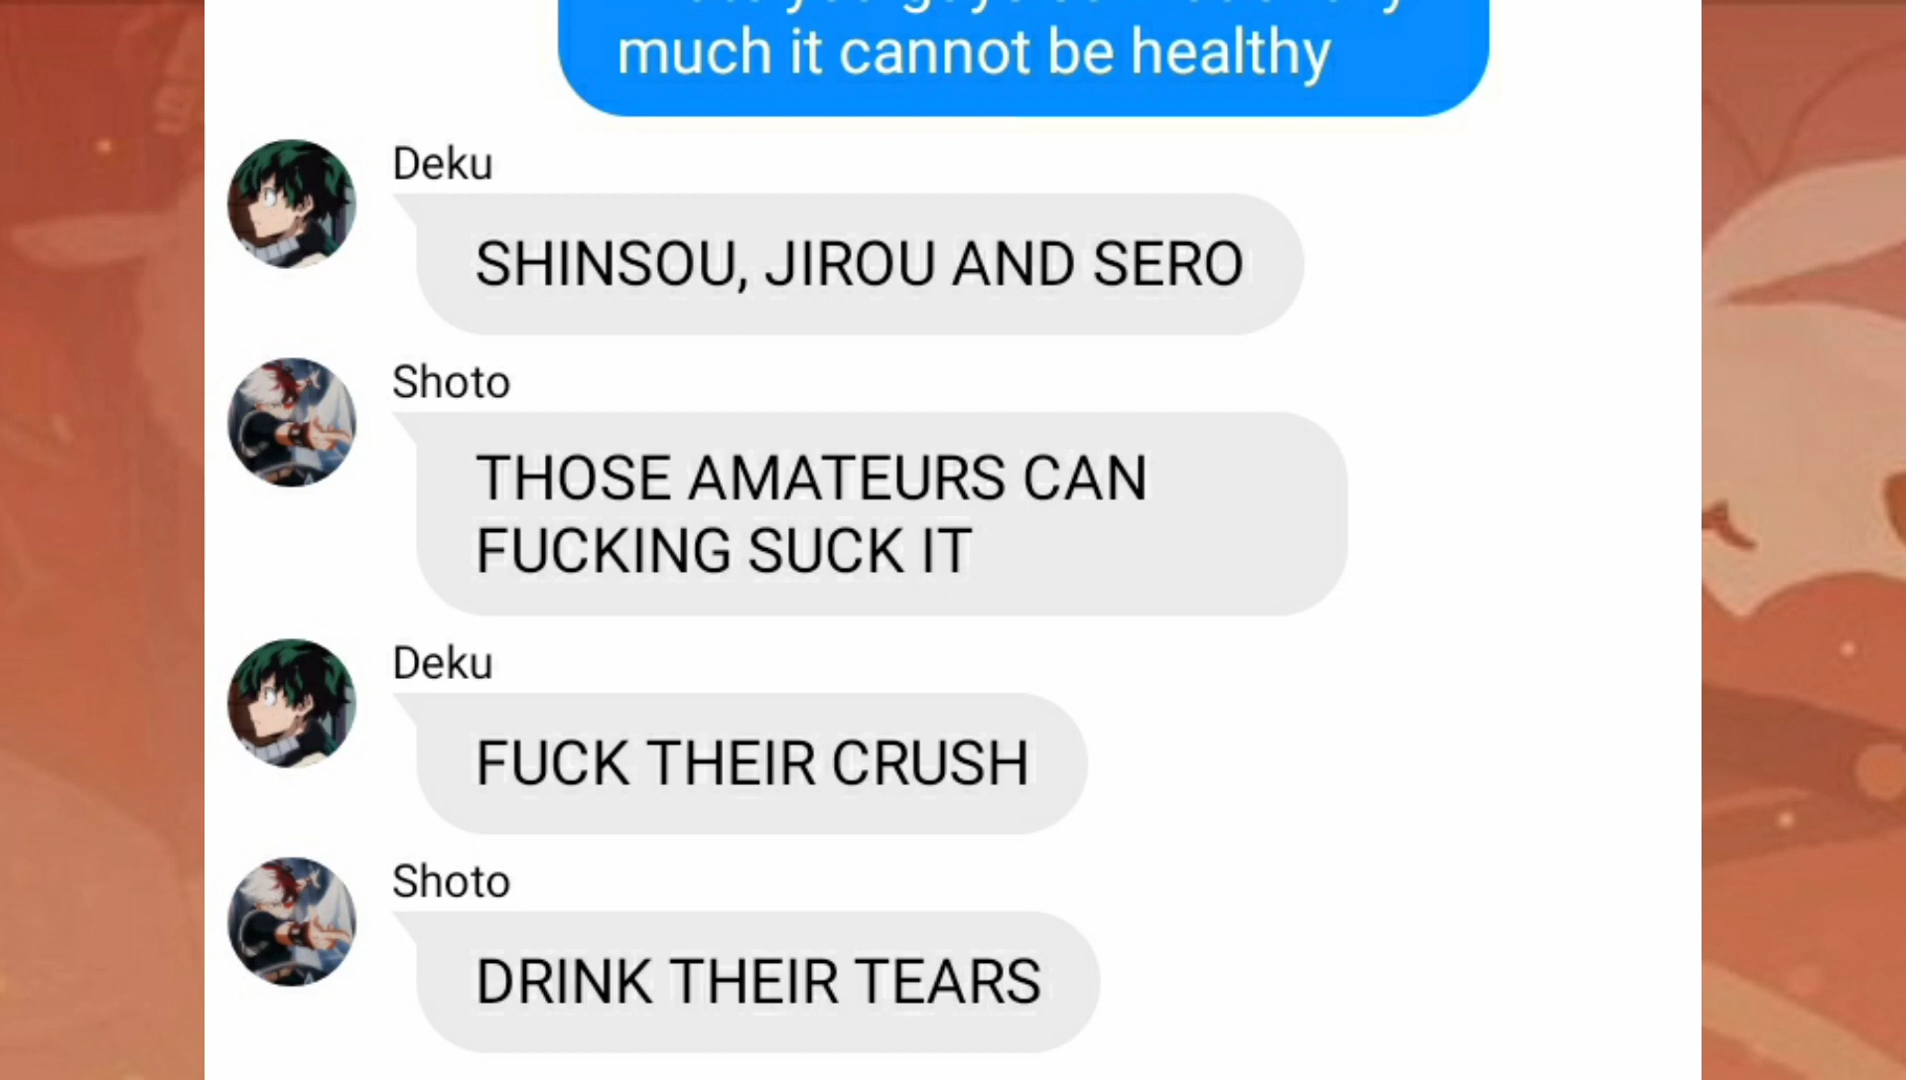 much it cannot be healthy
Deku
SHINSOU, JIROU AND SERO
Shoto
THOSE AMATEURS CAN
FUCKING SUCK IT
Deku
FUCK THEIR CRUSH
Shoto
DRINK THEIR TEARS